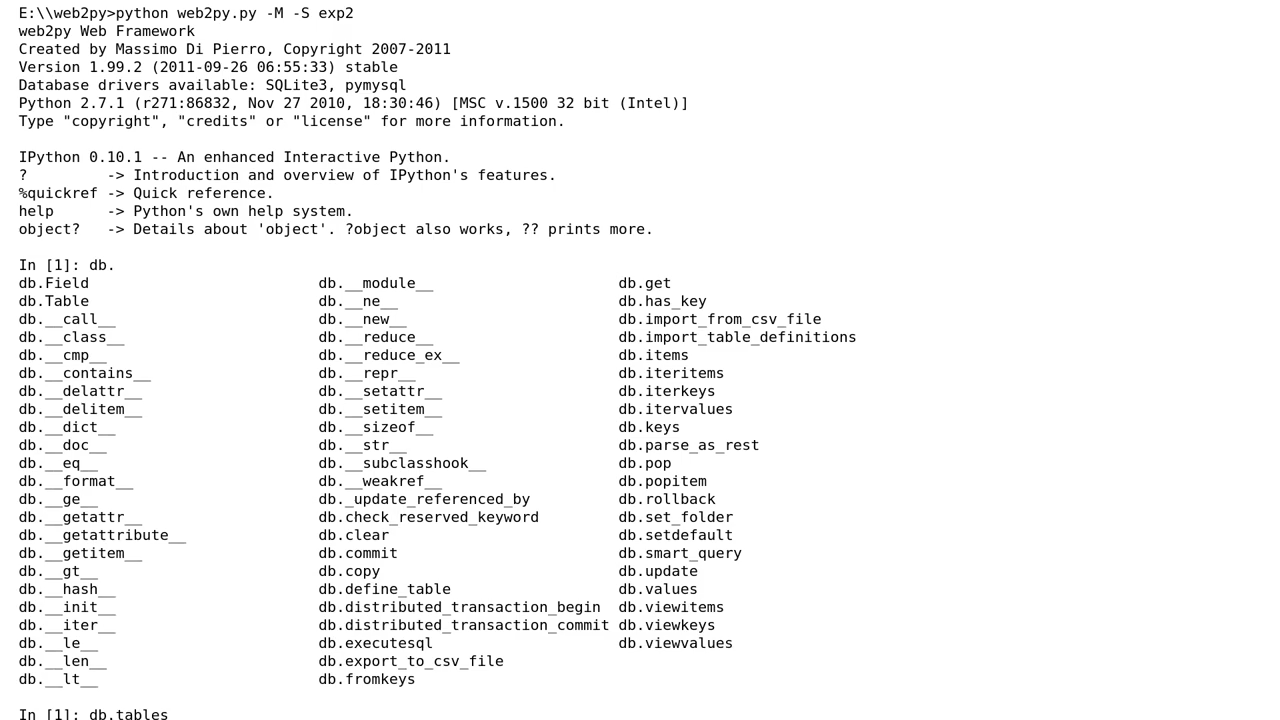 E:\\web2py>python web2py.py -M -S exp2
web2py Web Framework
Created by Massimo Di Pierro, Copyright 2007-2011
Version 1.99.2 (2011-09-26 06:55:33) stable
Database drivers available: SQLite3, pymysql
Python 2.7.1 (r271:86832, Nov 27 2010, 18:30:46) [MSC v.1500 32 bit (Intel)]
Type "copyright", "credits" or "license" for more information.

IPython 0.10.1 -- An enhanced Interactive Python.
?         -> Introduction and overview of IPython's features.
%quickref -> Quick reference.
help      -> Python's own help system.
object?   -> Details about 'object'. ?object also works, ?? prints more.

In [1]: db.
db.Field                          db.__module__                     db.get
db.Table                          db.__ne__                         db.has_key
db.__call__                       db.__new__                        db.import_from_csv_file
db.__class__                      db.__reduce__                     db.import_table_definitions
db.__cmp__                        db.__reduce_ex__                  db.items
db.__contains__                   db.__repr__                       db.iteritems
db.__delattr__                    db.__setattr__                    db.iterkeys
db.__delitem__                    db.__setitem__                    db.itervalues
db.__dict__                       db.__sizeof__                     db.keys
db.__doc__                        db.__str__                        db.parse_as_rest
db.__eq__                         db.__subclasshook__               db.pop
db.__format__                     db.__weakref__                    db.popitem
db.__ge__                         db._update_referenced_by          db.rollback
db.__getattr__                    db.check_reserved_keyword         db.set_folder
db.__getattribute__               db.clear                          db.setdefault
db.__getitem__                    db.commit                         db.smart_query
db.__gt__                         db.copy                           db.update
db.__hash__                       db.define_table                   db.values
db.__init__                       db.distributed_transaction_begin  db.viewitems
db.__iter__                       db.distributed_transaction_commit db.viewkeys
db.__le__                         db.executesql                     db.viewvalues
db.__len__                        db.export_to_csv_file
db.__lt__                         db.fromkeys

In [1]: db.tables